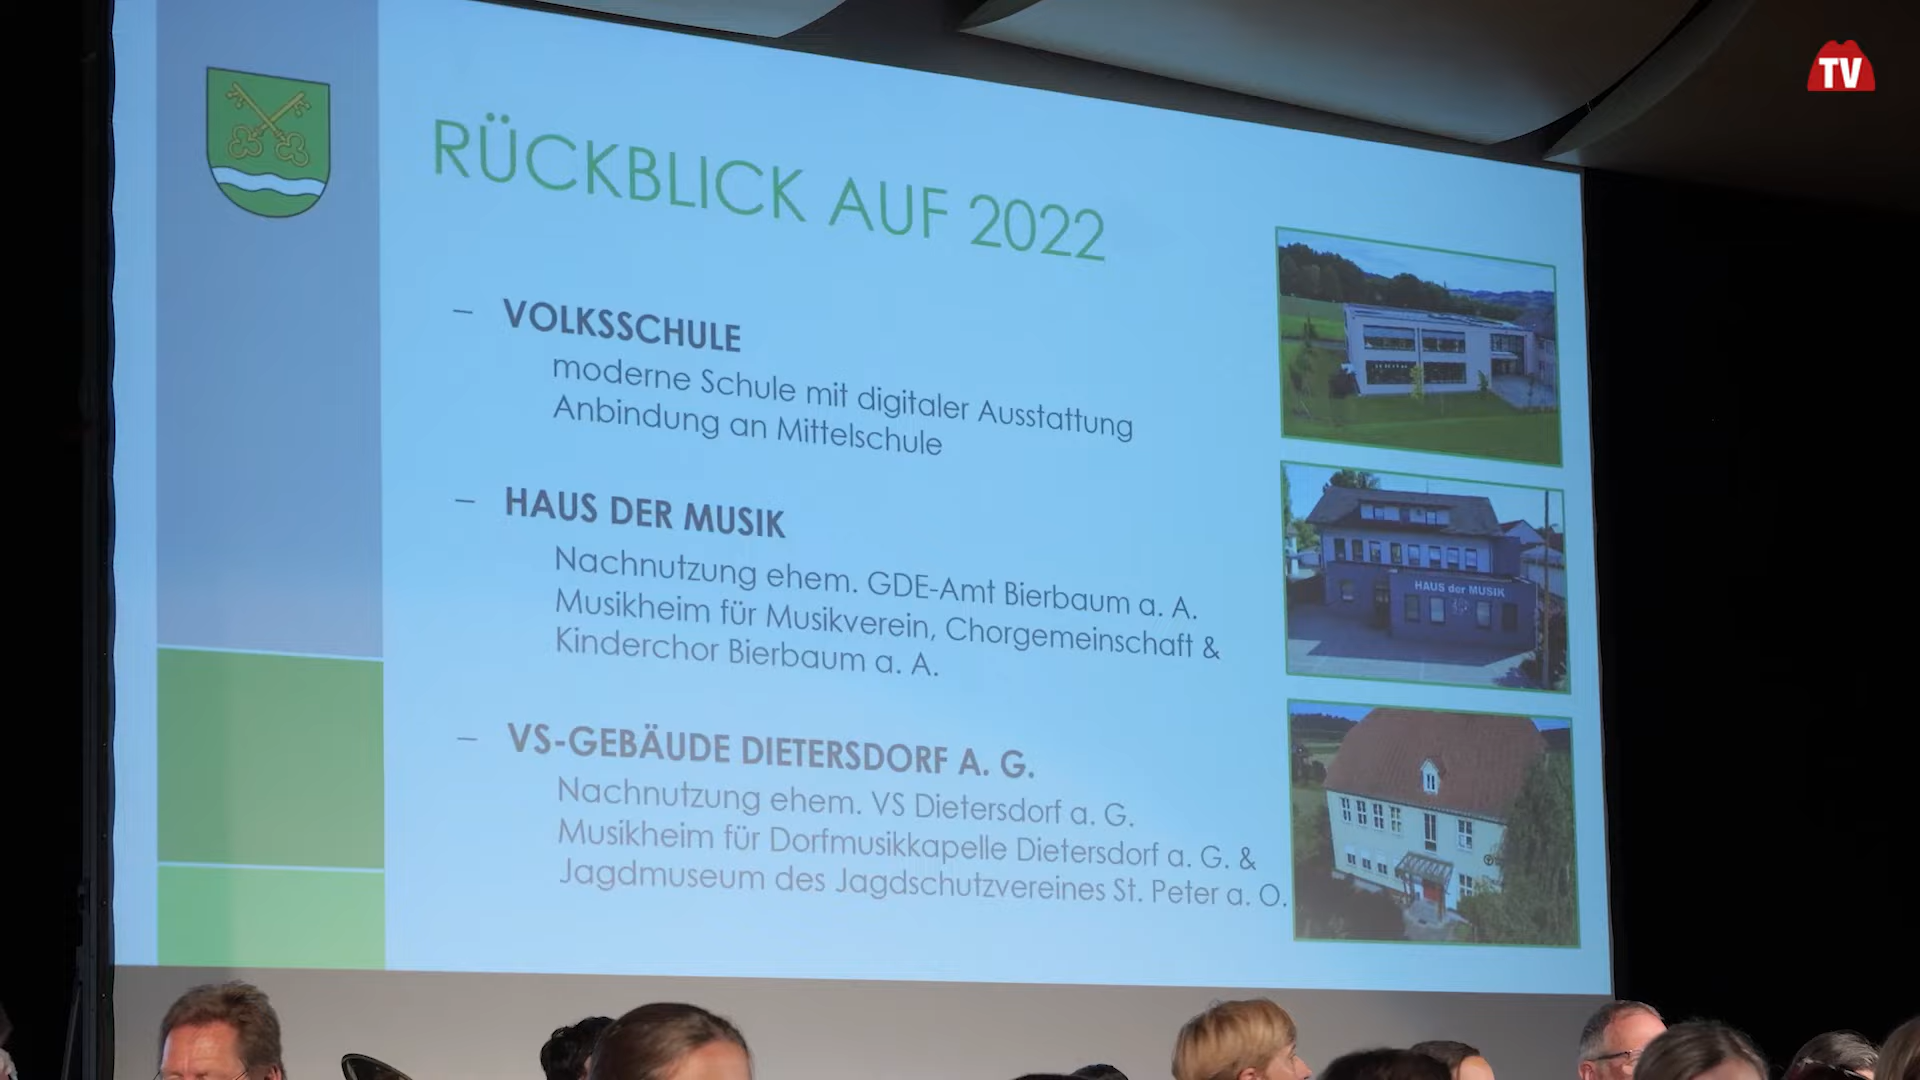 TV
RÜCKBLICK AUF 2022
– VOLKSSCHULE
moderne Schule mit digitaler Ausstattung
Anbindung an Mittelschule
– HAUS DER MUSIK
Nachnutzung ehem. GDE-Amt Bierbaum a. A.
Musikheim für Musikverein, Chorgemeinschaft &
Kinderchor Bierbaum a. A.
HAUS der MUSIK
– VS-GEBÄUDE DIETERSDORF A. G.
Nachnutzung ehem. VS Dietersdorf a. G.
Musikheim für Dorfmusikkapelle Dietersdorf a. G. &
Jagdmuseum des Jagdschutzvereines St. Peter a. O.